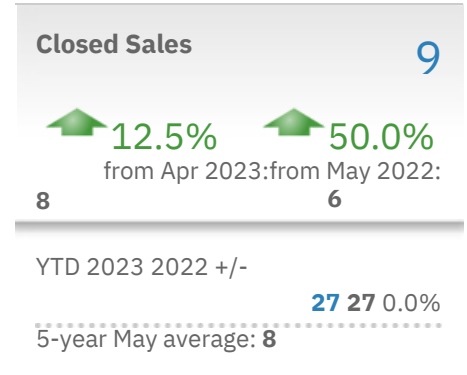 Closed Sales
9
12.5% 50.0%
from Apr 2023:from May 2022:
8 6
YTD 2023 2022 +/-
27 27 0.0%
5-year May average: 8